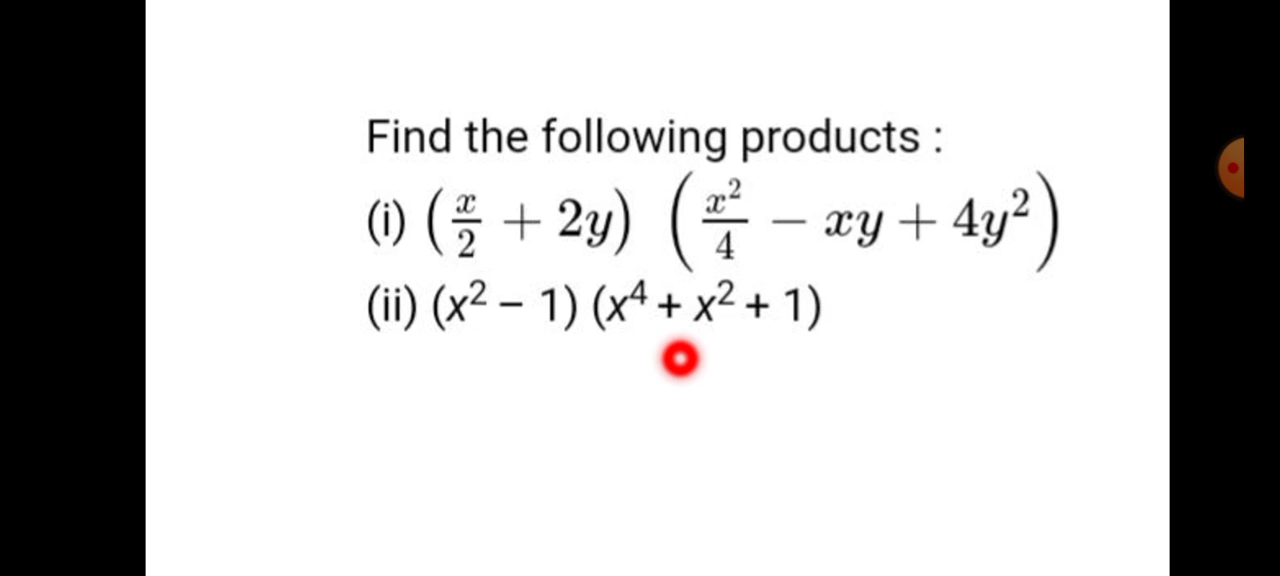 Find the following products :
(i) (x/2 + 2y) (x²/4 − xy + 4y²)
(ii) (x² – 1) (x⁴ + x² + 1)